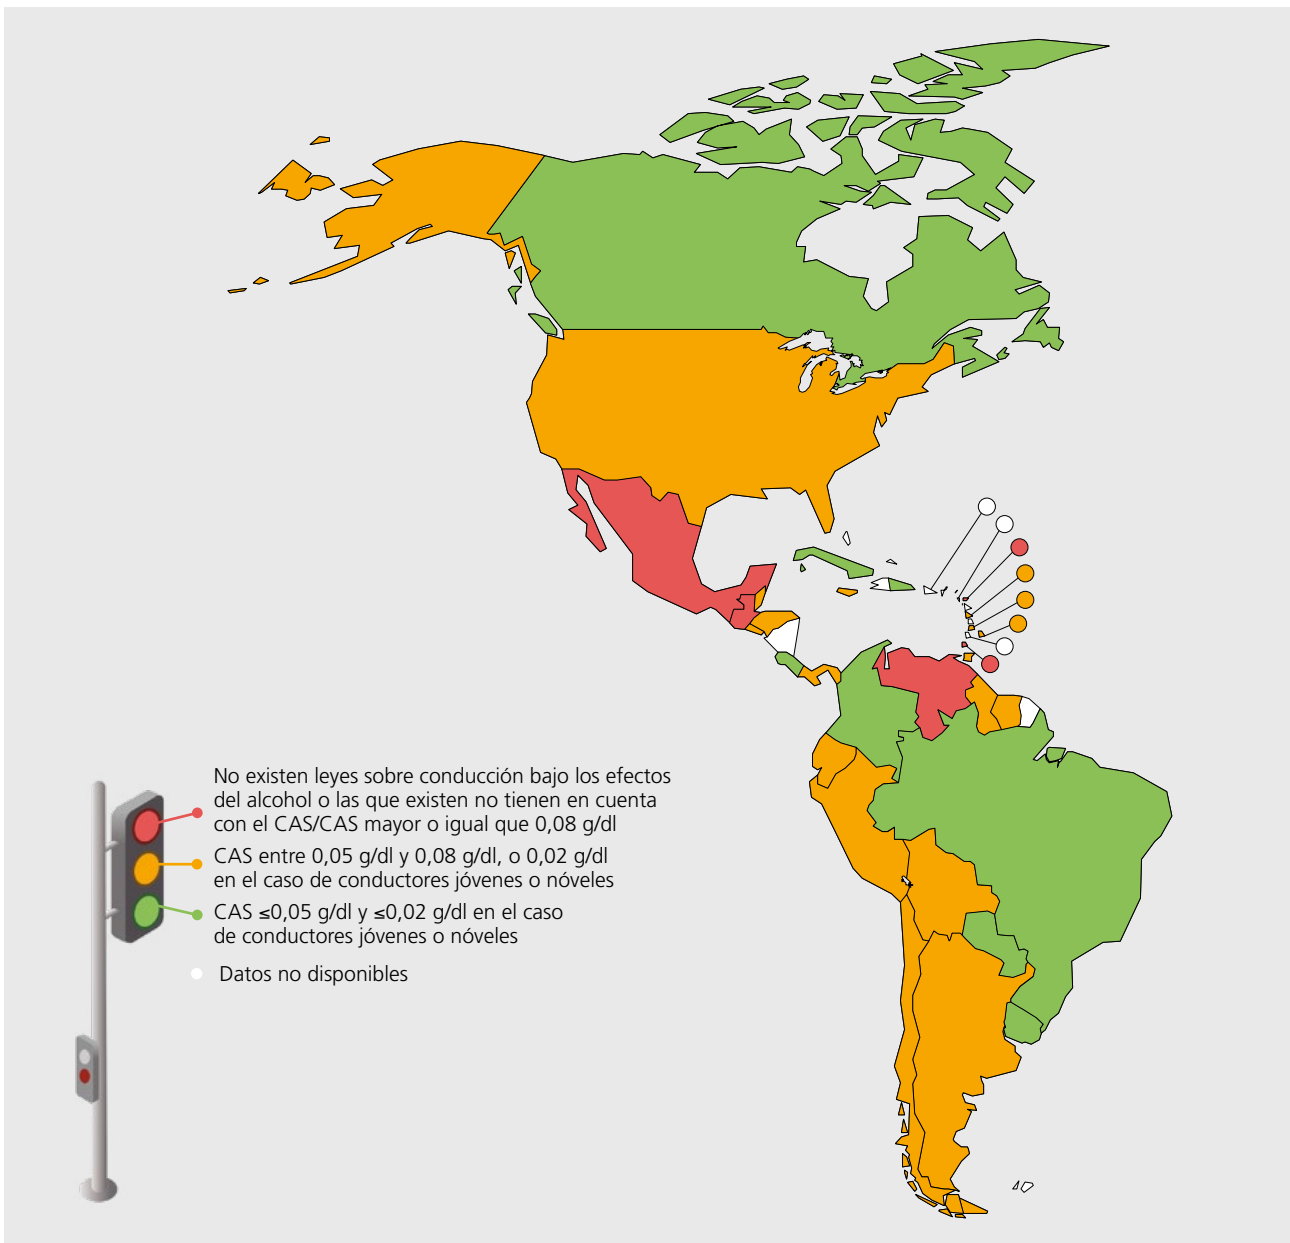 No existen leyes sobre conducción bajo los efectos
del alcohol o las que existen no tienen en cuenta
con el CAS/CAS mayor o igual que 0,08 g/dl
CAS entre 0,05 g/dl y 0,08 g/dl, o 0,02 g/dl
en el caso de conductores jóvenes o nóveles
CAS ≤0,05 g/dl y ≤0,02 g/dl en el caso
de conductores jóvenes o nóveles
Datos no disponibles